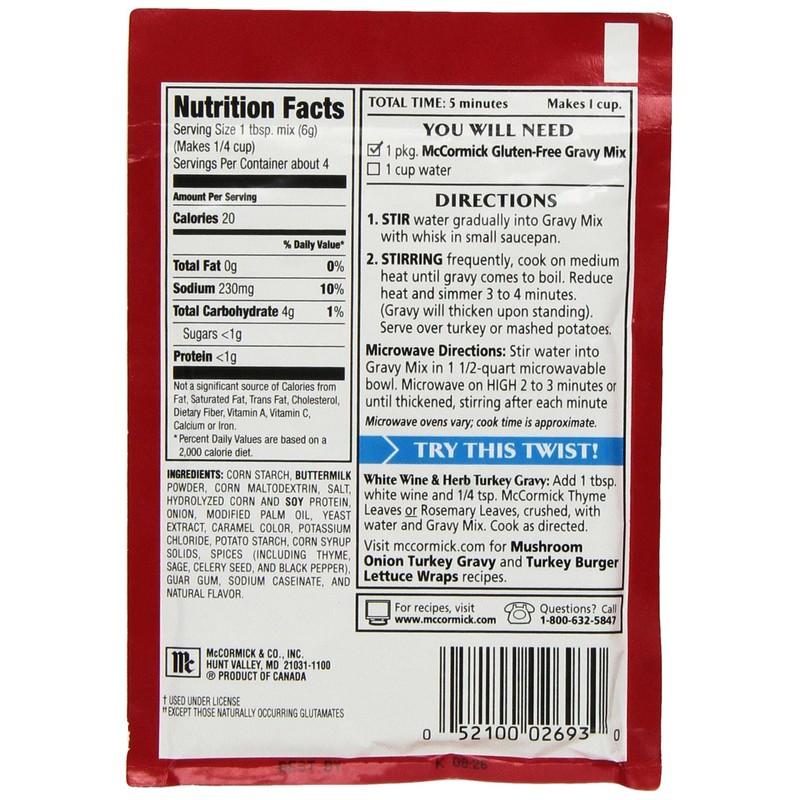 Nutrition Facts
Serving Size 1 tbsp. mix (6g)
(Makes 1/4 cup)
Servings Per Container about 4
Amount Per Serving
Calories 20
% Daily Value*
Total Fat 0g 0%
Sodium 230mg 10%
Total Carbohydrate 4g 1%
Sugars <1g
Protein <1g
Not a significant source of Calories from
Fat, Saturated Fat, Trans Fat, Cholesterol,
Dietary Fiber, Vitamin A, Vitamin C,
Calcium or Iron.
*Percent Daily Values are based on a
2,000 calorie diet.
INGREDIENTS: CORN STARCH, BUTTERMILK
POWDER, CORN MALTODEXTRIN, SALT,
HYDROLYZED CORN AND SOY PROTEIN,
ONION, MODIFIED PALM OIL, YEAST
EXTRACT, CARAMEL COLOR, POTASSIUM
CHLORIDE, POTATO STARCH, CORN SYRUP
SOLIDS, SPICES (INCLUDING THYME,
SAGE, CELERY SEED, AND BLACK PEPPER),
GUAR GUM, SODIUM CASEINATE, AND
NATURAL FLAVOR.
Mc
McCORMICK & CO., INC.
HUNT VALLEY, MD 21031-1100
® PRODUCT OF CANADA
† USED UNDER LICENSE
†† EXCEPT THOSE NATURALLY OCCURRING GLUTAMATES
TOTAL TIME: 5 minutes Makes 1 cup.
YOU WILL NEED
1 pkg. McCormick Gluten-Free Gravy Mix
1 cup water
DIRECTIONS
1. STIR water gradually into Gravy Mix
with whisk in small saucepan.
2. STIRRING frequently, cook on medium
heat until gravy comes to boil. Reduce
heat and simmer 3 to 4 minutes.
(Gravy will thicken upon standing).
Serve over turkey or mashed potatoes.
Microwave Directions: Stir water into
Gravy Mix in 1 1/2-quart microwavable
bowl. Microwave on HIGH 2 to 3 minutes or
until thickened, stirring after each minute
Microwave ovens vary; cook time is approximate.
TRY THIS TWIST!
White Wine & Herb Turkey Gravy: Add 1 tbsp.
white wine and 1/4 tsp. McCormick Thyme
Leaves or Rosemary Leaves, crushed, with
water and Gravy Mix. Cook as directed.
Visit mccormick.com for Mushroom
Onion Turkey Gravy and Turkey Burger
Lettuce Wraps recipes.
For recipes, visit
www.mccormick.com
Questions? Call
1-800-632-5847
0 52100 02693 0
BEST BY K 08:26